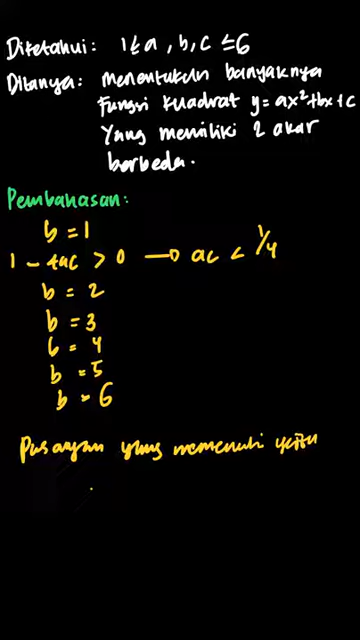 Diketahui: 1 ≤ a, b, c ≤ 6
Ditanya: menentukan banyaknya
fungsi kuadrat y = ax² + bx + c
yang memiliki 2 akar
berbeda.
Pembahasan:
b = 1
1 - 4ac > 0 → ac < 1/4
b = 2
b = 3
b = 4
b = 5
b = 6
Pasangan yang memenuhi yaitu